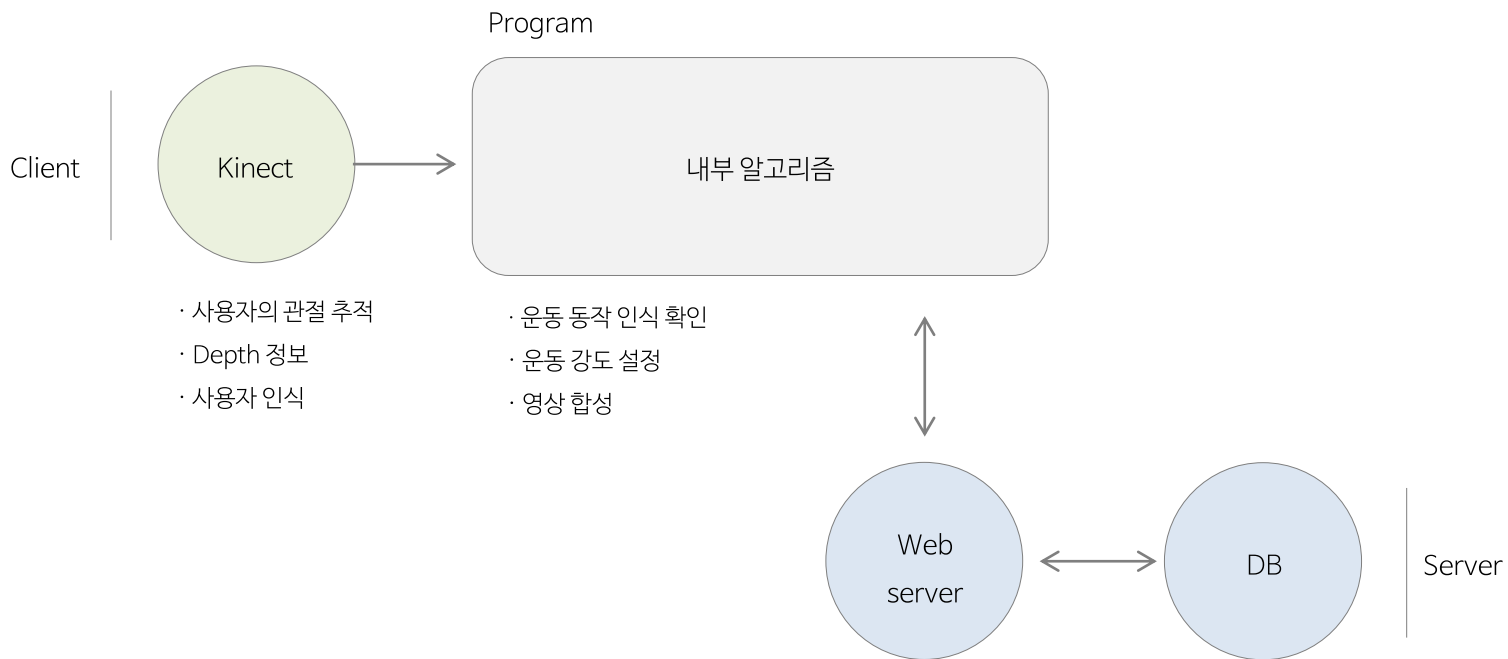 Program
Client
Kinect
내부 알고리즘
· 사용자의 관절 추적
· Depth 정보
· 사용자 인식
· 운동 동작 인식 확인
· 운동 강도 설정
· 영상 합성
Web
server
DB
Server